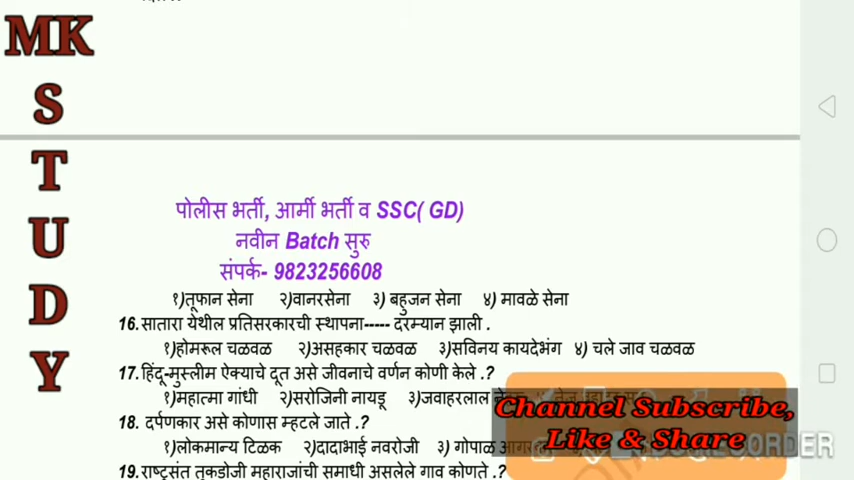 MK
S
T
U
D
Y
पोलीस भर्ती, आर्मी भर्ती व SSC( GD)
नवीन Batch सुरु
संपर्क- 9823256608
१)तूफान सेना २)वानरसेना ३) बहुजन सेना ४) मावळे सेना
16.सातारा येथील प्रतिसरकारची स्थापना----- दरम्यान झाली .
१)होमरूल चळवळ २)असहकार चळवळ ३)सविनय कायदेभंग ४) चले जाव चळवळ
17.हिंदू-मुस्लीम ऐक्याचे दूत असे जीवनाचे वर्णन कोणी केले .?
१)महात्मा गांधी २)सरोजिनी नायडू ३)जवाहरलाल
Channel Subscribe,
18. दर्पणकार असे कोणास म्हटले जाते .?
Like & Share
१)लोकमान्य टिळक २)दादाभाई नवरोजी ३) गोपाळ
RECORDER
19.राष्ट्रसंत तुकडोजी महाराजांची समाधी असलेले गाव कोणते .?